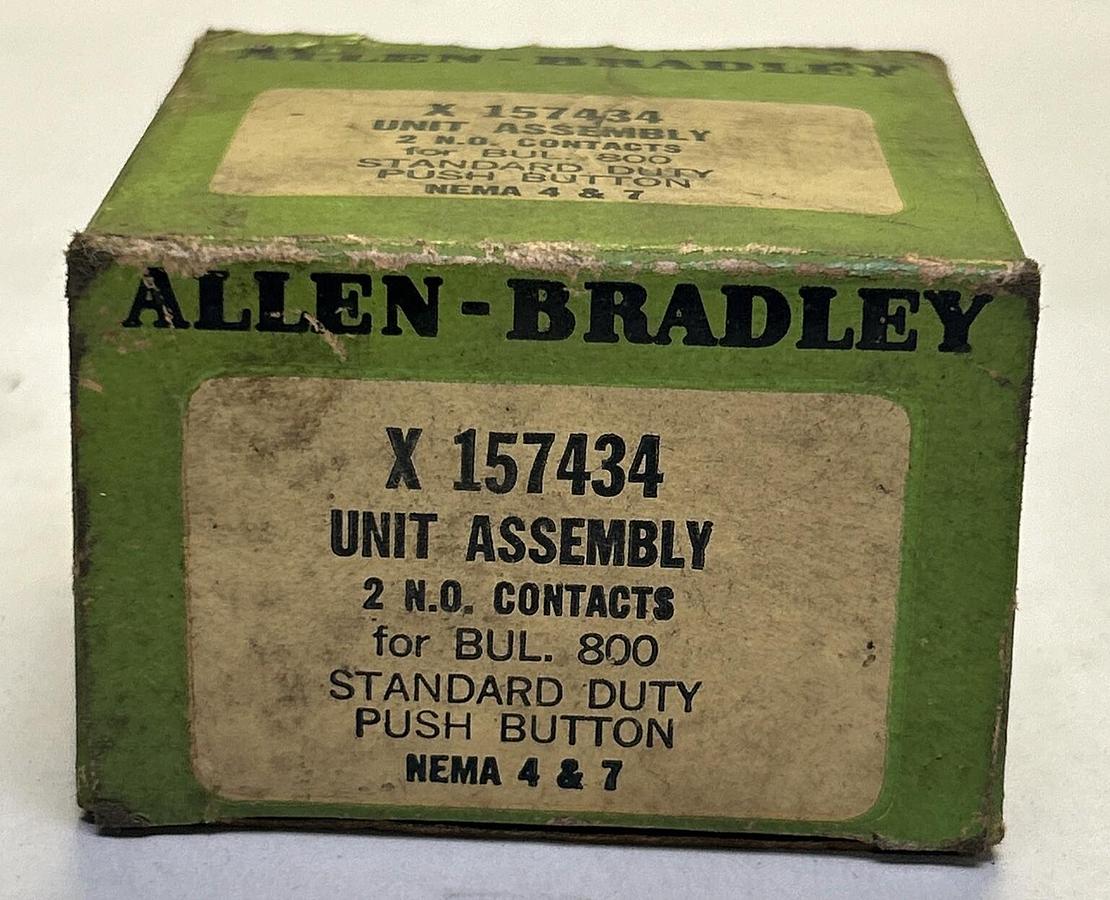 ALLEN-BRADLEY
X 157434
UNIT ASSEMBLY
2 N.O. CONTACTS
for BUL. 800
STANDARD DUTY
PUSH BUTTON
NEMA 4 & 7
ALLEN-BRADLEY
X 157434
UNIT ASSEMBLY
2 N.O. CONTACTS
for BUL. 800
STANDARD DUTY
PUSH BUTTON
NEMA 4 & 7